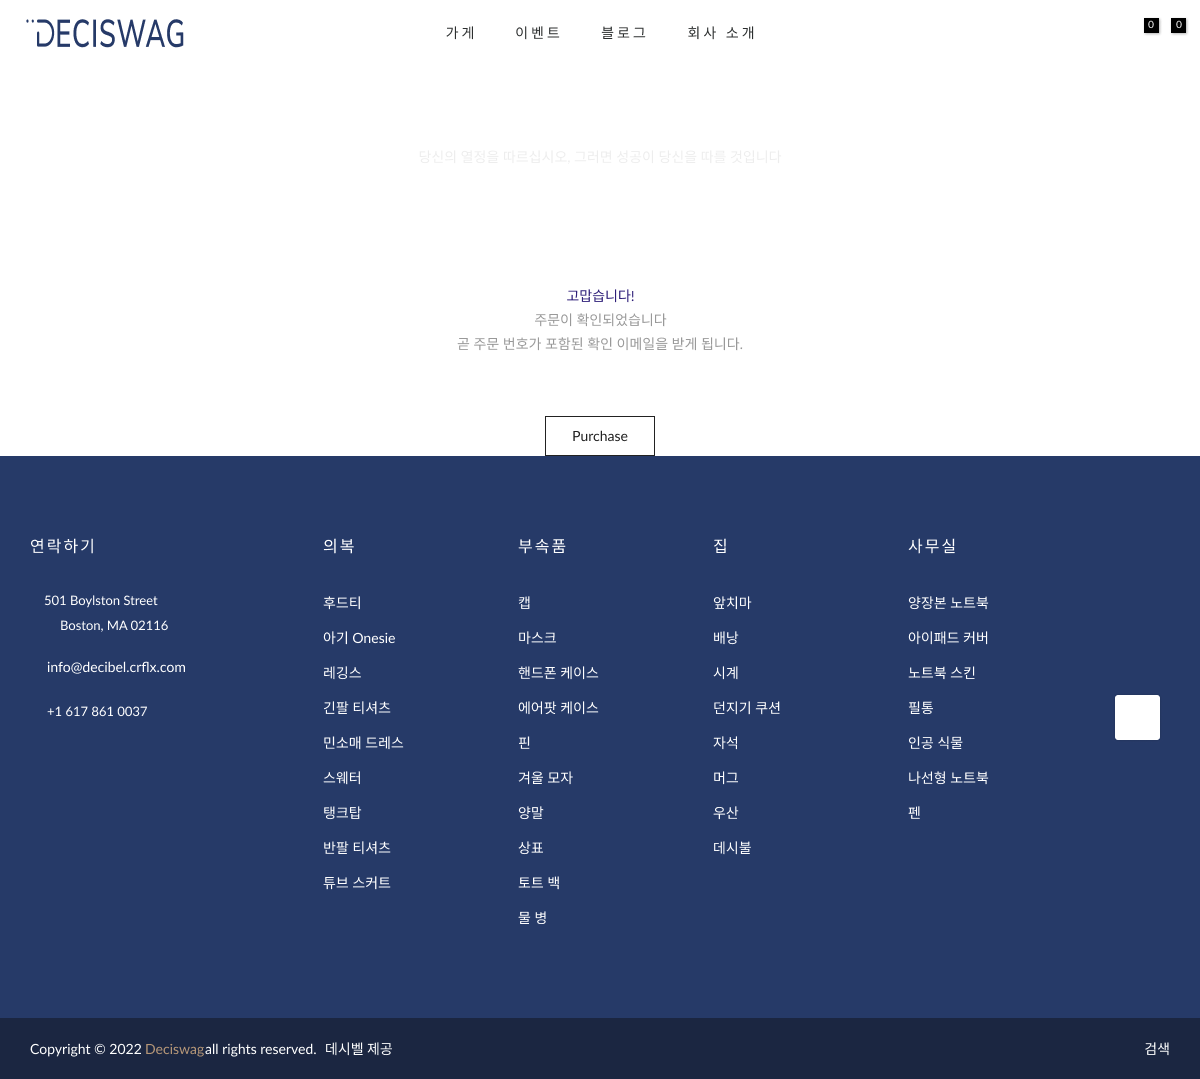 DECISWAG
가게 이벤트 블로그 회사 소개
0 0
당신의 열정을 따르십시오, 그러면 성공이 당신을 따를 것입니다
고맙습니다!
주문이 확인되었습니다
곧 주문 번호가 포함된 확인 이메일을 받게 됩니다.
Purchase
연락하기
501 Boylston Street
Boston, MA 02116
info@decibel.crflx.com
+1 617 861 0037
의복
후드티
아기 Onesie
레깅스
긴팔 티셔츠
민소매 드레스
스웨터
탱크탑
반팔 티셔츠
튜브 스커트
부속품
캡
마스크
핸드폰 케이스
에어팟 케이스
핀
겨울 모자
양말
상표
토트 백
물 병
집
앞치마
배낭
시계
던지기 쿠션
자석
머그
우산
데시불
사무실
양장본 노트북
아이패드 커버
노트북 스킨
필통
인공 식물
나선형 노트북
펜
Copyright © 2022 Deciswag all rights reserved. 데시벨 제공
검색